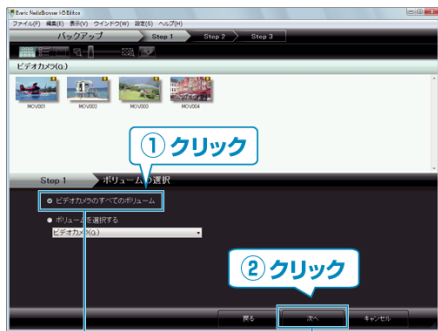 Everio MediaBrowser HD Edition
ファイル(F) 編集(E) 表示(V) ウインドウ(W) 設定(S) ヘルプ(H)
バックアップ Step 1 Step 2 Step 3
ビデオカメラ(G:)
MOV001 MOV002 MOV003 MOV004
① クリック
Step 1 ボリュームの選択
ビデオカメラのすべてのボリューム
ボリュームを選択する
ビデオカメラ(G:)
② クリック
戻る 次へ キャンセル